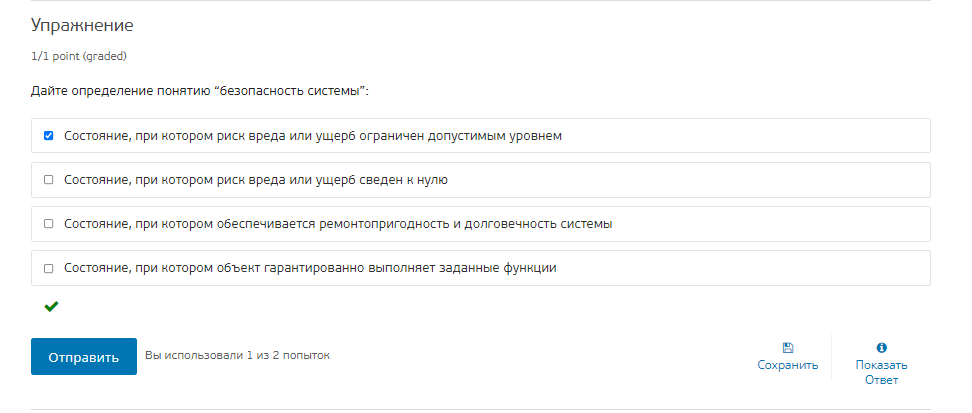 Упражнение
1/1 point (graded)
Дайте определение понятию “безопасность системы”:
Состояние, при котором риск вреда или ущерб ограничен допустимым уровнем
Состояние, при котором риск вреда или ущерб сведен к нулю
Состояние, при котором обеспечивается ремонтопригодность и долговечность системы
Состояние, при котором объект гарантированно выполняет заданные функции
Отправить
Вы использовали 1 из 2 попыток
Сохранить
Показать
Ответ